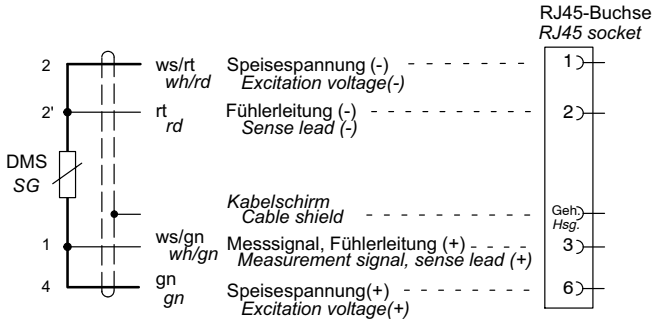 RJ45-Buchse
RJ45 socket
2 ws/rt Speisespannung (-) 1
wh/rd Excitation voltage(-)
2' rt Fühlerleitung (-) 2
rd Sense lead (-)
DMS
SG
Kabelschirm
Cable shield
Geh.
Hsg.
1 ws/gn Messsignal, Fühlerleitung (+) 3
wh/gn Measurement signal, sense lead (+)
4 gn Speisespannung(+) 6
gn Excitation voltage(+)